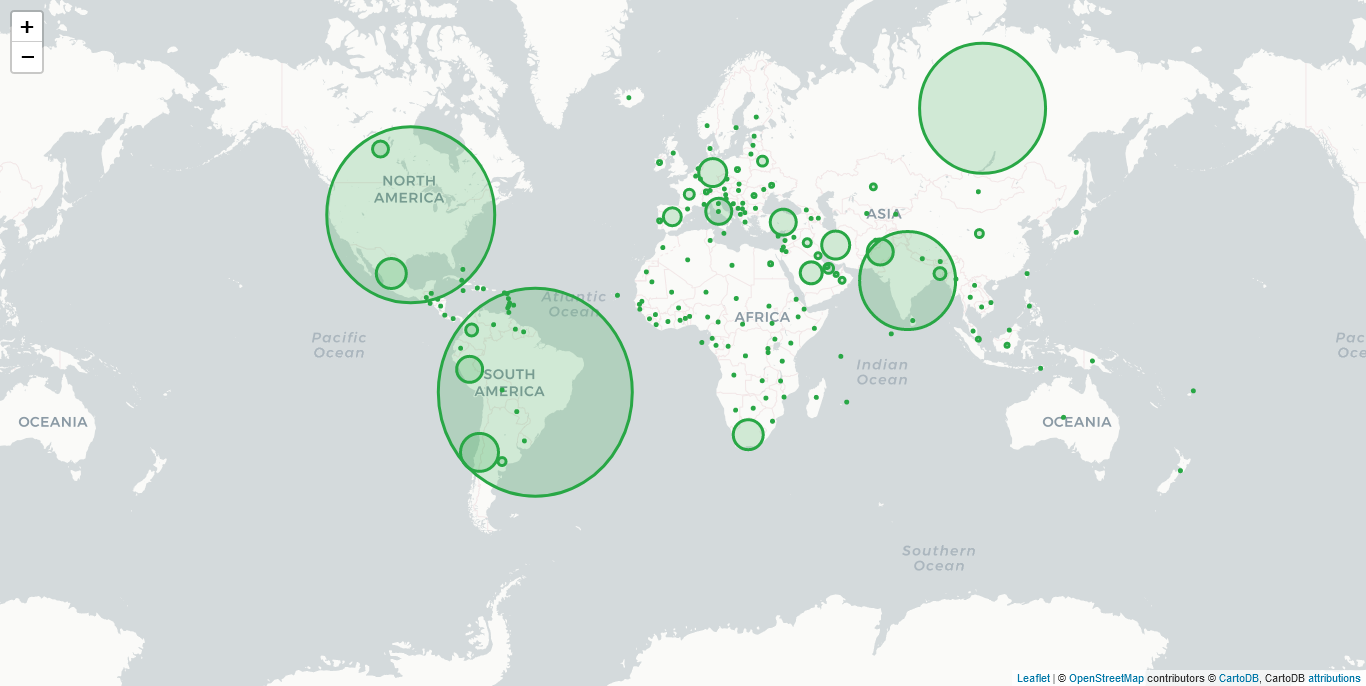 +
−
NORTH
AMERICA
ASIA
Atlantic
Ocean
AFRICA
Pacific
Ocean
Indian
Ocean
Pac
Oce
SOUTH
AMERICA
OCEANIA
OCEANIA
Southern
Ocean
Leaflet | © OpenStreetMap contributors © CartoDB, CartoDB attributions